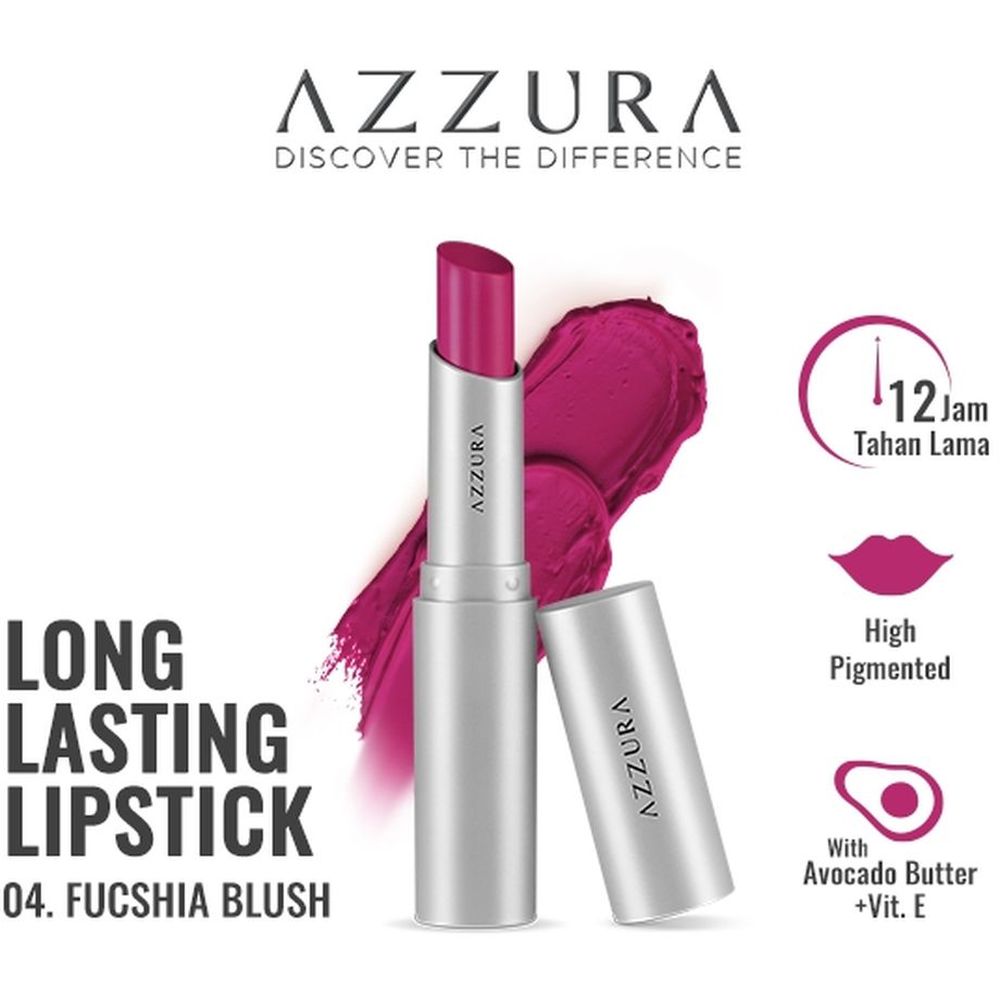 AZZURA
DISCOVER THE DIFFERENCE
AZZURA
AZZURA
12 Jam
Tahan Lama
High
Pigmented
With
Avocado Butter
+Vit. E
LONG
LASTING
LIPSTICK
04. FUCSHIA BLUSH